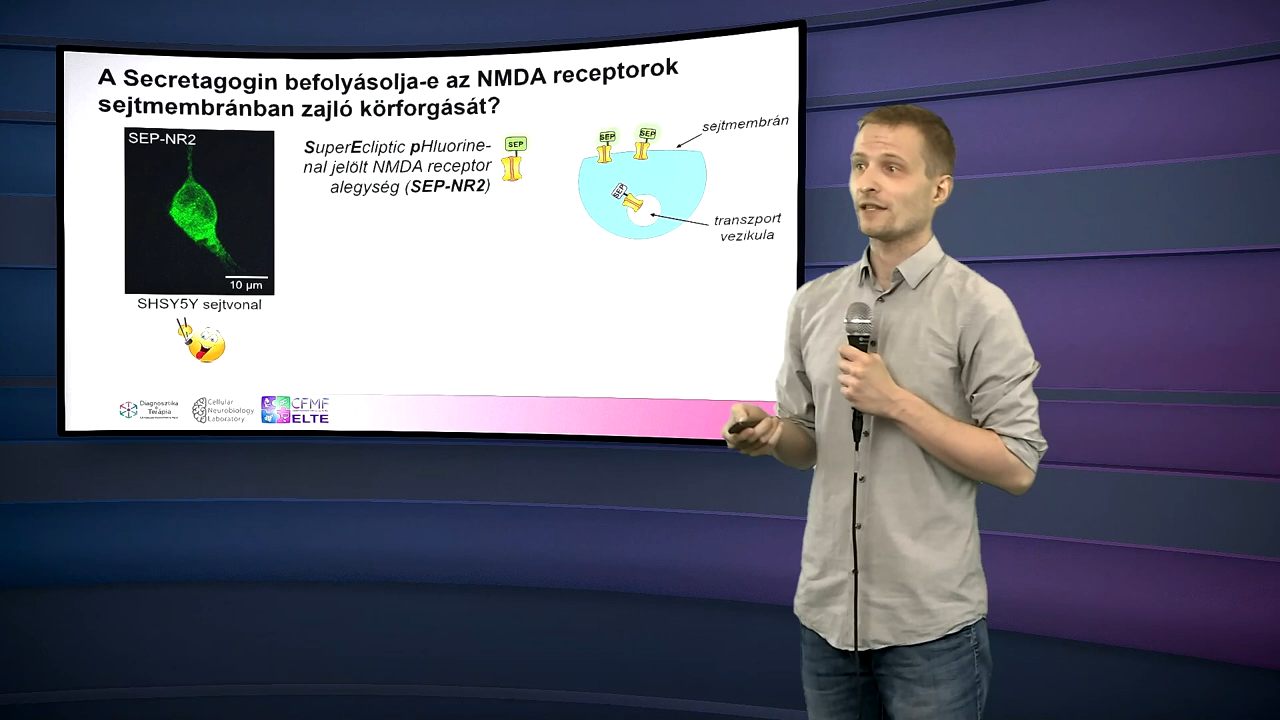 A Secretagogin befolyásolja-e az NMDA receptorok
sejtmembránban zajló körforgását?
SEP-NR2
10 µm
SHSY5Y sejtvonal
SuperEcliptic pHluorine-
nal jelölt NMDA receptor
alegység (SEP-NR2)
SEP
SEP
SEP
SEP
sejtmembrán
transzport
vezikula
Diagnosztika
Terápia
Cellular
Neurobiology
Laboratory
CFMF
ELTE